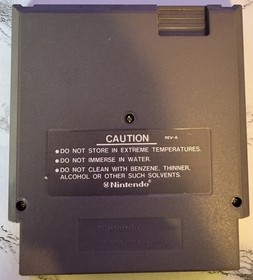 CAUTION REV-A
• DO NOT STORE IN EXTREME TEMPERATURES.
• DO NOT IMMERSE IN WATER.
• DO NOT CLEAN WITH BENZENE, THINNER,
ALCOHOL OR OTHER SUCH SOLVENTS.
Nintendo
Nintendo